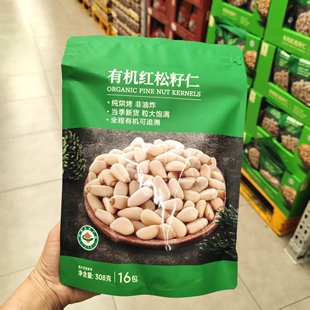 有机红松籽仁
ORGANIC PINE NUT KERNELS
• 纯烘烤 非油炸
• 当季新货 粒大饱满
• 全程有机可追溯
净含量: 308克 16包